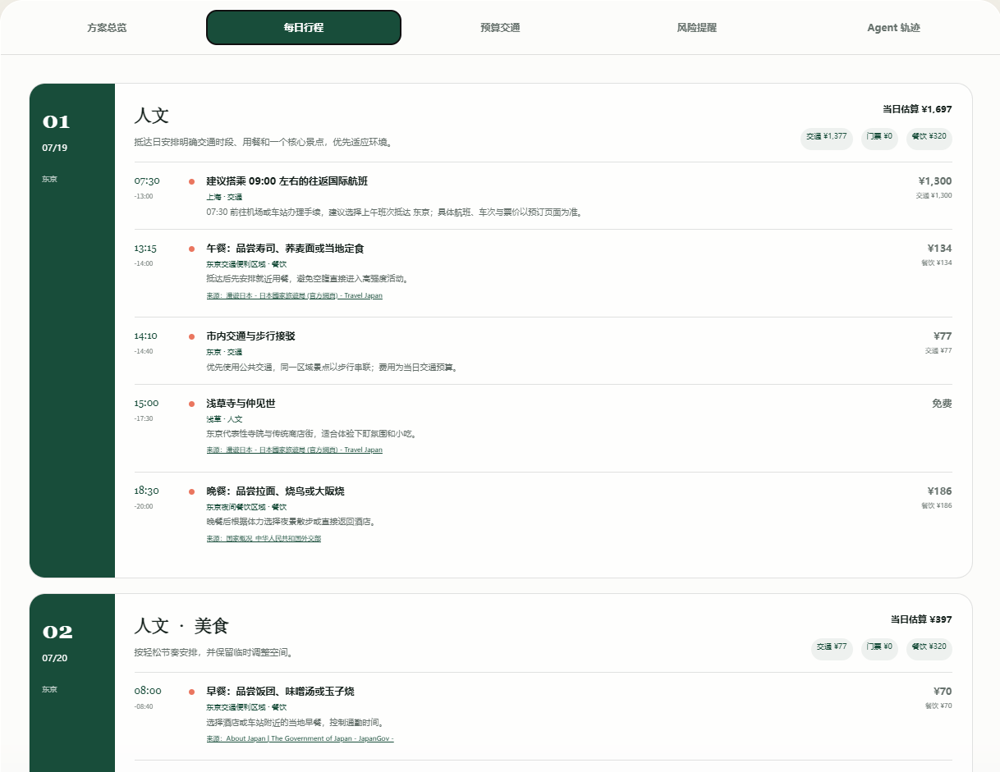 方案总览
每日行程
预算交通
风险提醒
Agent 轨迹
01
07/19
东京
人文
抵达日安排明确交通时段、用餐和一个核心景点，优先适应环境。
当日估算 ¥1,697
交通 ¥1,377
门票 ¥0
餐饮 ¥320
07:30
-13:00
建议搭乘 09:00 左右的往返国际航班
上海 · 交通
07:30 前往机场或车站办理手续，建议选择上午班次抵达 东京；具体航班、车次与票价以预订页面为准。
¥1,300
交通 ¥1,300
13:15
-14:00
午餐：品尝寿司、荞麦面或当地定食
东京交通便利区域 · 餐饮
抵达后先安排就近用餐，避免空腹直接进入高强度活动。
来源：漫遊日本 - 日本國家旅遊局 (官方網頁) - Travel Japan
¥134
餐饮 ¥134
14:10
-14:40
市内交通与步行接驳
东京 · 交通
优先使用公共交通，同一区域景点以步行串联；费用为当日交通预算。
¥77
交通 ¥77
15:00
-17:30
浅草寺与仲见世
浅草 · 人文
东京代表性寺院与传统商店街，适合体验下町氛围和小吃。
来源：漫遊日本 - 日本國家旅遊局 (官方網頁) - Travel Japan
免费
18:30
-20:00
晚餐：品尝拉面、烧鸟或大阪烧
东京夜间餐饮区域 · 餐饮
晚餐后根据体力选择夜景散步或直接返回酒店。
来源：国家概况_中华人民共和国外交部
¥186
餐饮 ¥186
02
07/20
东京
人文 · 美食
按轻松节奏安排，并保留临时调整空间。
当日估算 ¥397
交通 ¥77
门票 ¥0
餐饮 ¥320
08:00
-08:40
早餐：品尝饭团、味噌汤或玉子烧
东京交通便利区域 · 餐饮
选择酒店或车站附近的当地早餐，控制通勤时间。
来源：About Japan | The Government of Japan - JapanGov -
¥70
餐饮 ¥70